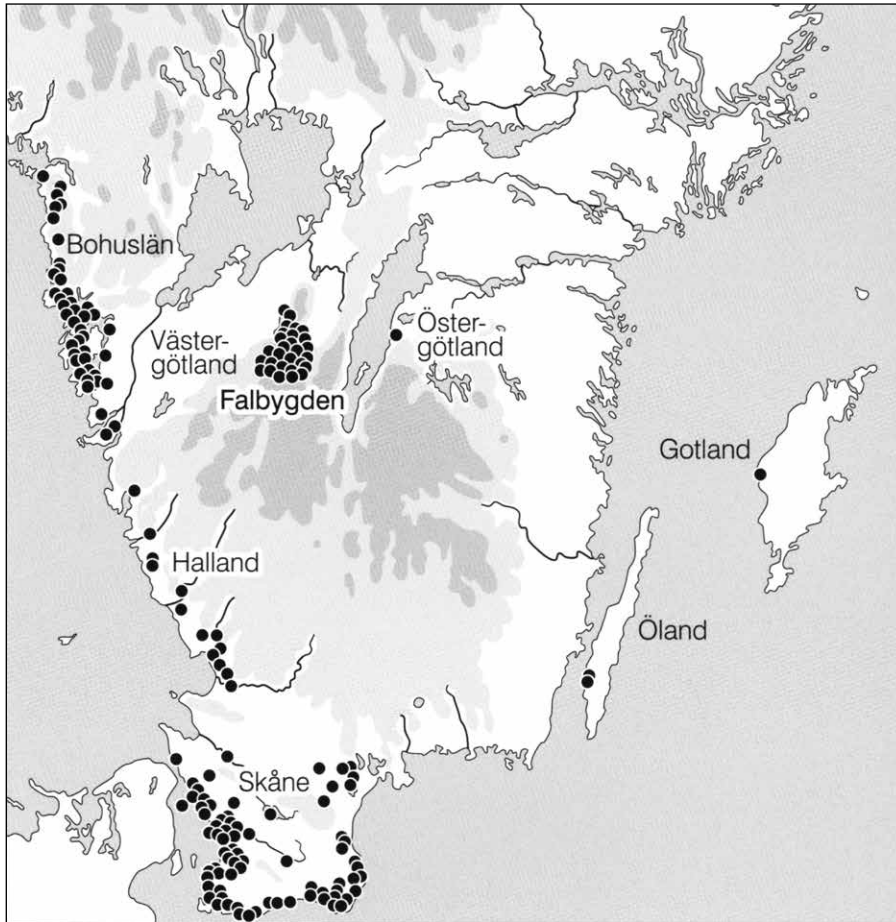 Bohuslän
Väster-
götland
Öster-
götland
Falbygden
Gotland
Halland
Öland
Skåne